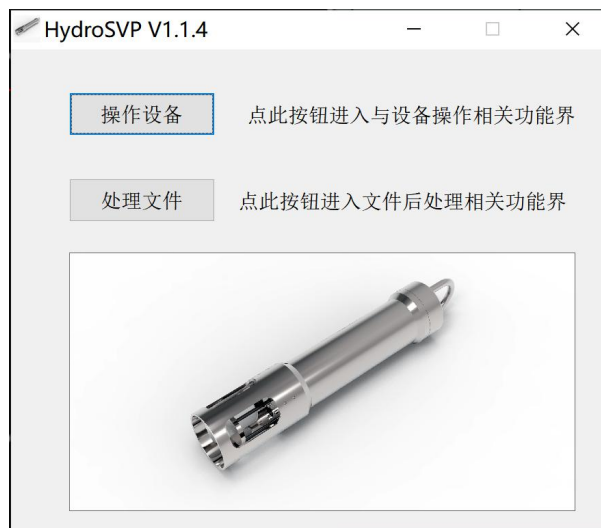 HydroSVP V1.1.4
操作设备 点此按钮进入与设备操作相关功能界
处理文件 点此按钮进入文件后处理相关功能界